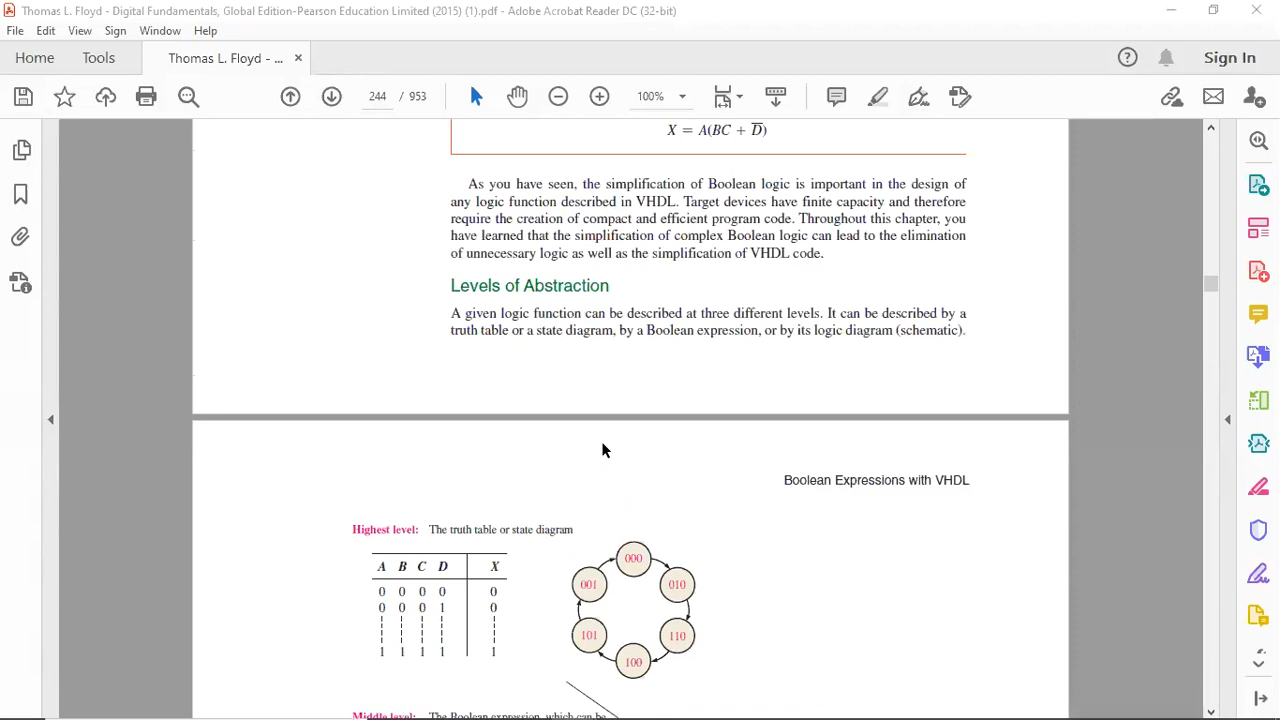 Thomas L. Floyd - Digital Fundamentals, Global Edition-Pearson Education Limited (2015) (1).pdf - Adobe Acrobat Reader DC (32-bit)
File Edit View Sign Window Help
Home Tools Thomas L. Floyd - ... × Sign In
244 / 953 100%
X = A(BC + D̅)
As you have seen, the simplification of Boolean logic is important in the design of
any logic function described in VHDL. Target devices have finite capacity and therefore
require the creation of compact and efficient program code. Throughout this chapter, you
have learned that the simplification of complex Boolean logic can lead to the elimination
of unnecessary logic as well as the simplification of VHDL code.
Levels of Abstraction
A given logic function can be described at three different levels. It can be described by a
truth table or a state diagram, by a Boolean expression, or by its logic diagram (schematic).
Boolean Expressions with VHDL
Highest level: The truth table or state diagram
A B C D X
0 0 0 0 0
0 0 0 1 0
1 1 1 1 1
000
001 010
101 110
100
Middle level: The Boolean expression, which can be